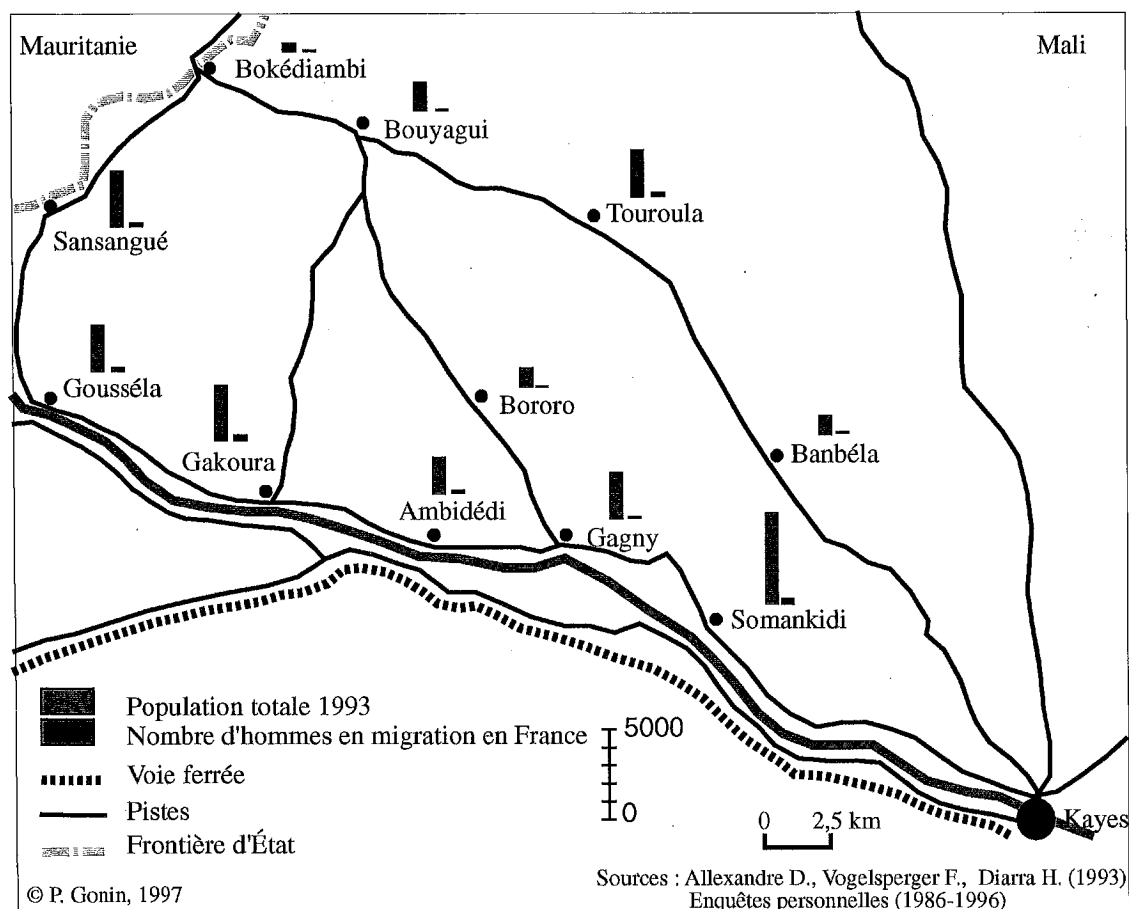 Mauritanie
Mali
Bokédiambi
Bouyagui
Touroula
Sansangué
Gousséla
Bororo
Gakoura
Banbéla
Ambidédi
Gagny
Somankidi
Population totale 1993
Nombre d'hommes en migration en France
5000
0
Voie ferrée
Pistes
Frontière d'État
0 2,5 km
Kayes
© P. Gonin, 1997
Sources : Allexandre D., Vogelsperger F., Diarra H. (1993)
Enquêtes personnelles (1986-1996)